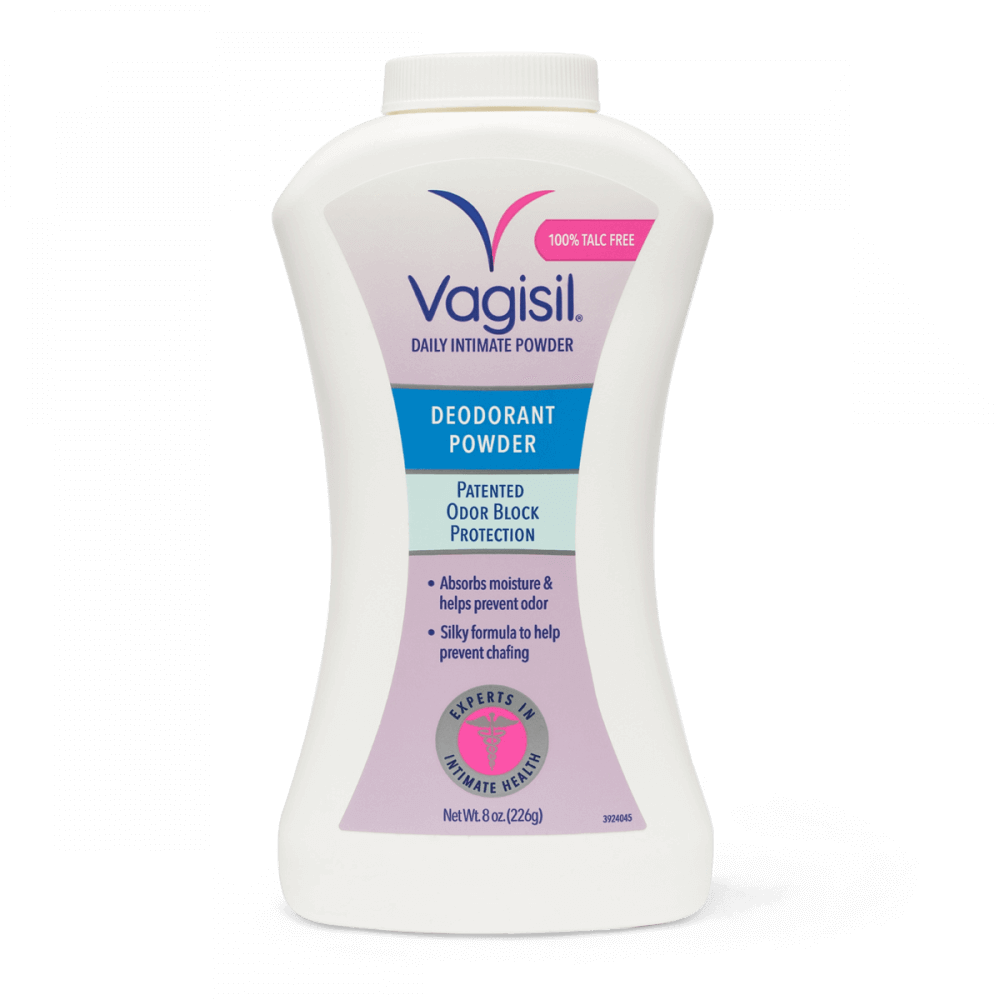 100% TALC FREE
Vagisil®
DAILY INTIMATE POWDER
DEODORANT
POWDER
PATENTED
ODOR BLOCK
PROTECTION
• Absorbs moisture &
helps prevent odor
• Silky formula to help
prevent chafing
EXPERTS IN
INTIMATE HEALTH
Net Wt. 8 oz. (226g)
3924045